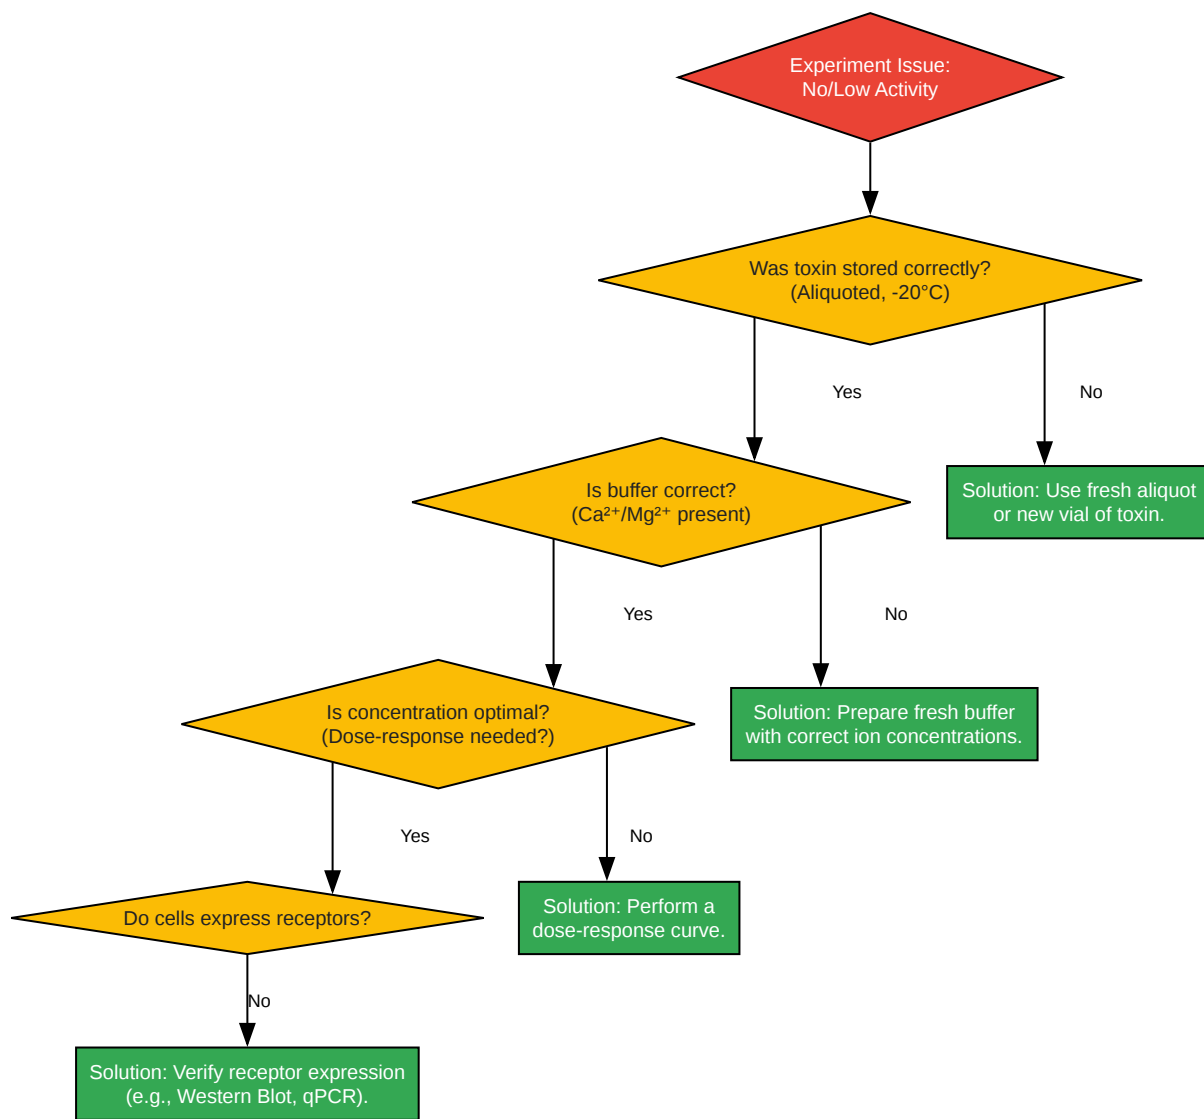 Experiment Issue:
No/Low Activity
Was toxin stored correctly?
(Aliquoted, -20°C)
Yes
No
Is buffer correct?
(Ca²⁺/Mg²⁺ present)
Solution: Use fresh aliquot
or new vial of toxin.
Yes
No
Is concentration optimal?
(Dose-response needed?)
Solution: Prepare fresh buffer
with correct ion concentrations.
Yes
No
Do cells express receptors?
Solution: Perform a
dose-response curve.
No
Solution: Verify receptor expression
(e.g., Western Blot, qPCR).